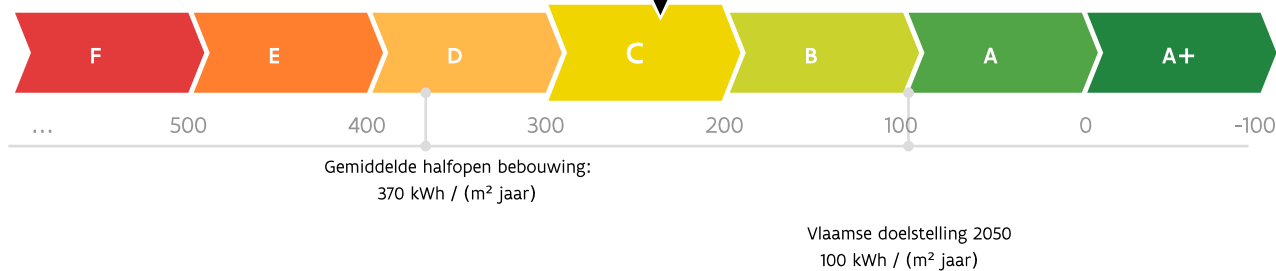 F E D C B A A+
... 500 400 300 200 100 0 -100
Gemiddelde halfopen bebouwing:
370 kWh / (m² jaar)
Vlaamse doelstelling 2050
100 kWh / (m² jaar)